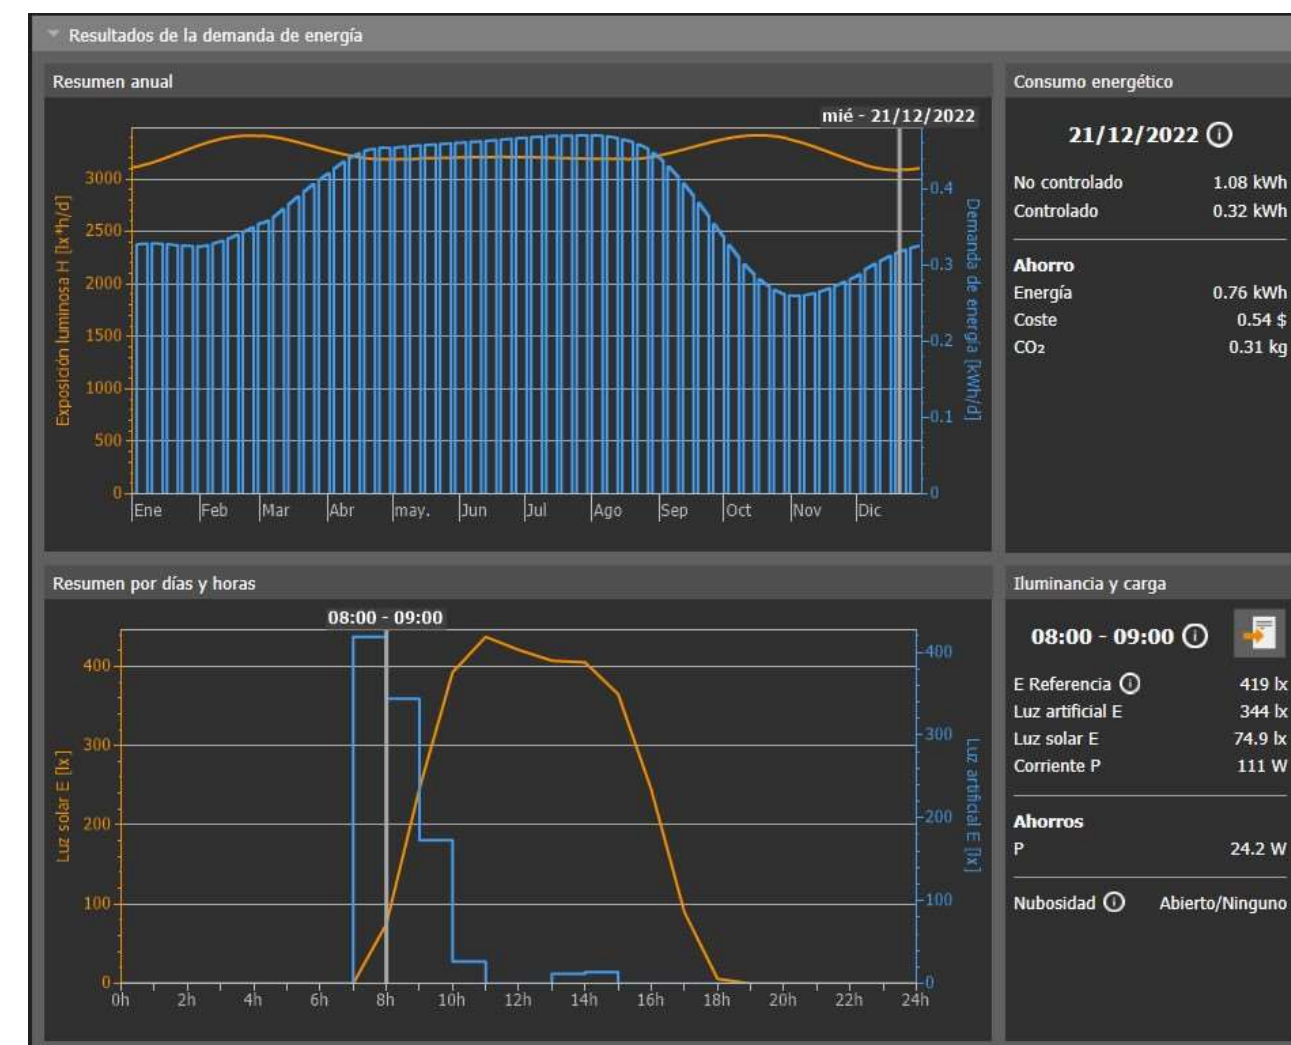 Resultados de la demanda de energía
Resumen anual
mié - 21/12/2022
Exposición luminosa H [lx*h/d]
3000
2500
2000
1500
1000
500
0
Demanda de energía [kWh/d]
0.4
0.3
0.2
0.1
0
Ene Feb Mar Abr may. Jun Jul Ago Sep Oct Nov Dic
Consumo energético
21/12/2022
No controlado 1.08 kWh
Controlado 0.32 kWh
Ahorro
Energía 0.76 kWh
Coste 0.54 $
CO₂ 0.31 kg
Resumen por días y horas
08:00 - 09:00
Luz solar E [lx]
400
300
200
100
0
Luz artificial E [lx]
400
300
200
100
0
0h 2h 4h 6h 8h 10h 12h 14h 16h 18h 20h 22h 24h
Iluminancia y carga
08:00 - 09:00
E Referencia 419 lx
Luz artificial E 344 lx
Luz solar E 74.9 lx
Corriente P 111 W
Ahorros
P 24.2 W
Nubosidad Abierto/Ninguno